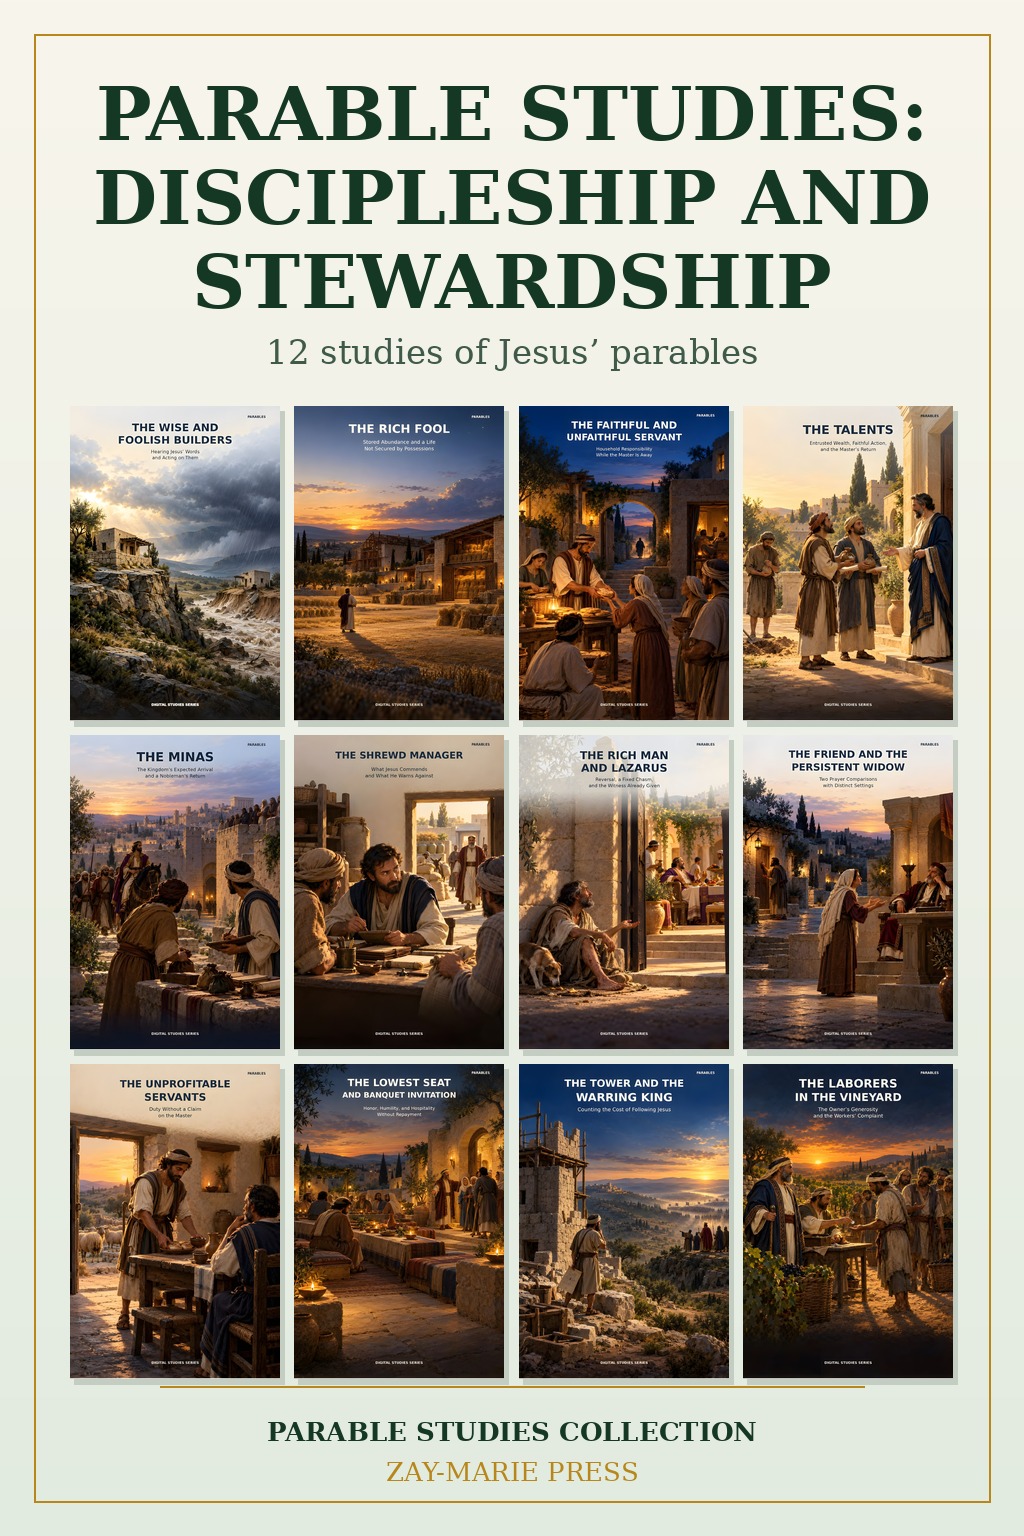 PARABLE STUDIES:
DISCIPLESHIP AND
STEWARDSHIP
12 studies of Jesus’ parables
PARABLES
THE WISE AND
FOOLISH BUILDERS
Hearing Jesus’ Words
and Acting on Them
DIGITAL STUDIES SERIES
PARABLES
THE RICH FOOL
Stored Abundance and a Life
Not Secured by Possessions
DIGITAL STUDIES SERIES
PARABLES
THE FAITHFUL AND
UNFAITHFUL SERVANT
Household Responsibility
While the Master Is Away
DIGITAL STUDIES SERIES
PARABLES
THE TALENTS
Entrusted Wealth, Faithful Action,
and the Master’s Return
DIGITAL STUDIES SERIES
PARABLES
THE MINAS
The Kingdom’s Expected Arrival
and a Nobleman’s Return
DIGITAL STUDIES SERIES
PARABLES
THE SHREWD MANAGER
What Jesus Commends
and What He Warns Against
DIGITAL STUDIES SERIES
PARABLES
THE RICH MAN
AND LAZARUS
Reversal, a Fixed Chasm,
and the Witness Already Given
DIGITAL STUDIES SERIES
PARABLES
THE FRIEND AND THE
PERSISTENT WIDOW
Two Prayer Comparisons
with Distinct Settings
DIGITAL STUDIES SERIES
PARABLES
THE UNPROFITABLE
SERVANTS
Duty Without a Claim
on the Master
DIGITAL STUDIES SERIES
PARABLES
THE LOWEST SEAT
AND BANQUET INVITATION
Honor, Humility, and Hospitality
Without Repayment
DIGITAL STUDIES SERIES
PARABLES
THE TOWER AND THE
WARRING KING
Counting the Cost of Following Jesus
DIGITAL STUDIES SERIES
PARABLES
THE LABORERS
IN THE VINEYARD
The Owner’s Generosity
and the Workers’ Complaint
DIGITAL STUDIES SERIES
PARABLE STUDIES COLLECTION
ZAY-MARIE PRESS